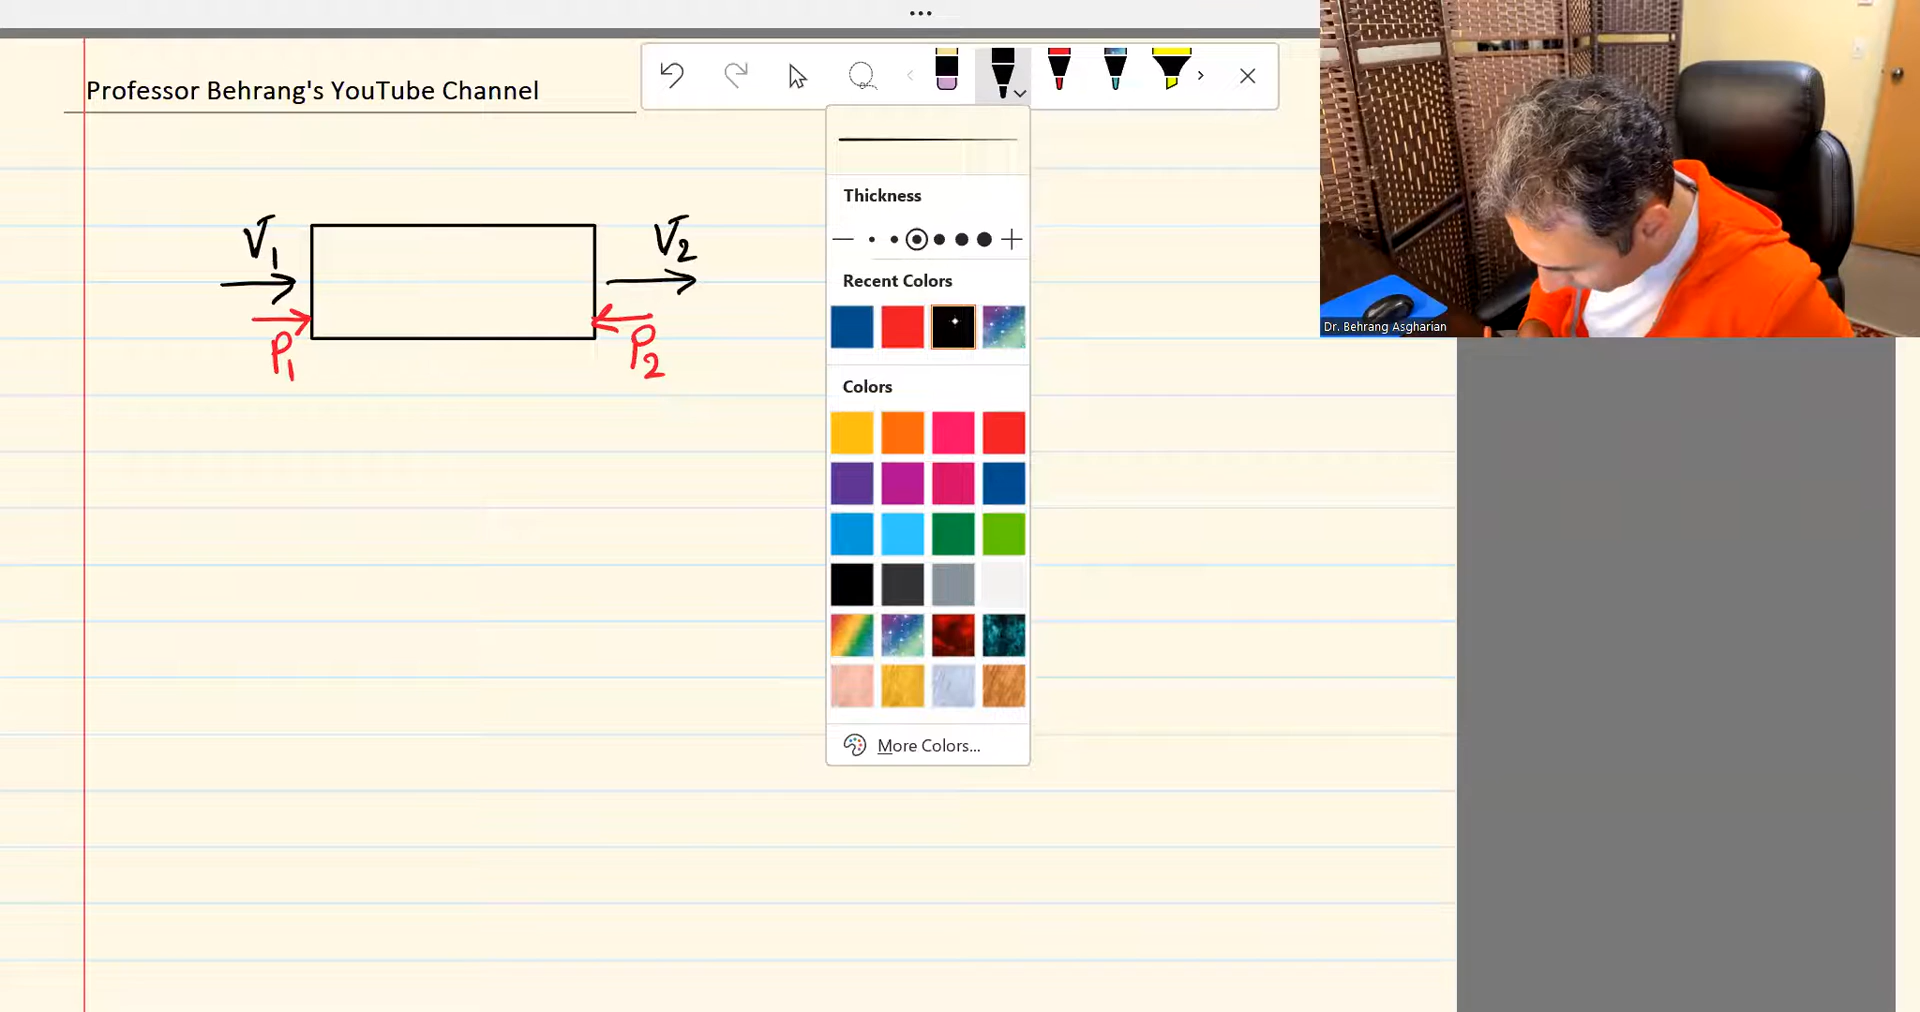 Professor Behrang's YouTube Channel
V1
V2
P1
P2
Thickness
Recent Colors
Colors
More Colors...
Dr. Behrang Asgharian